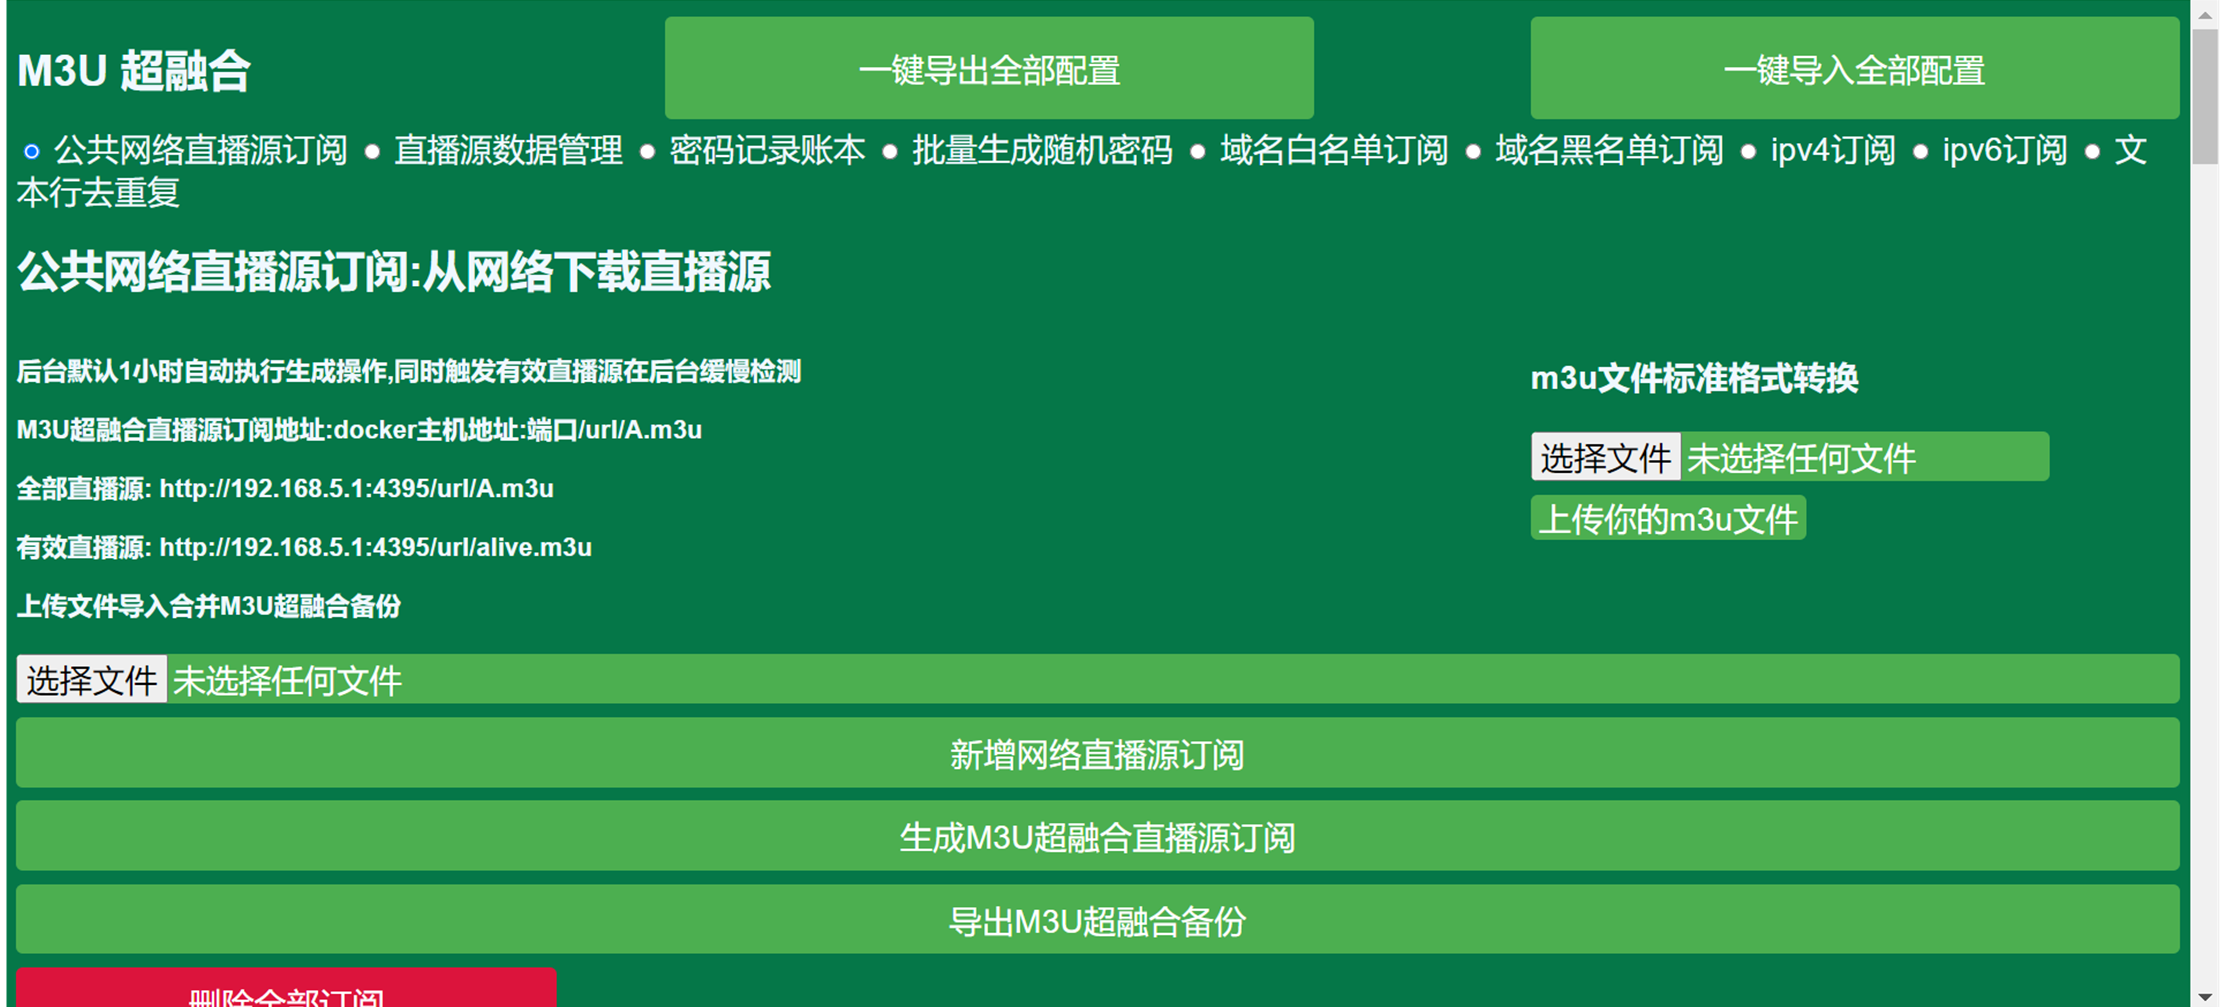 M3U 超融合
一键导出全部配置
一键导入全部配置
公共网络直播源订阅 直播源数据管理 密码记录账本 批量生成随机密码 域名白名单订阅 域名黑名单订阅 ipv4订阅 ipv6订阅 文
本行去重复
公共网络直播源订阅:从网络下载直播源
后台默认1小时自动执行生成操作,同时触发有效直播源在后台缓慢检测
M3U超融合直播源订阅地址:docker主机地址:端口/url/A.m3u
全部直播源: http://192.168.5.1:4395/url/A.m3u
有效直播源: http://192.168.5.1:4395/url/alive.m3u
上传文件导入合并M3U超融合备份
m3u文件标准格式转换
选择文件 未选择任何文件
上传你的m3u文件
选择文件 未选择任何文件
新增网络直播源订阅
生成M3U超融合直播源订阅
导出M3U超融合备份
删除全部订阅